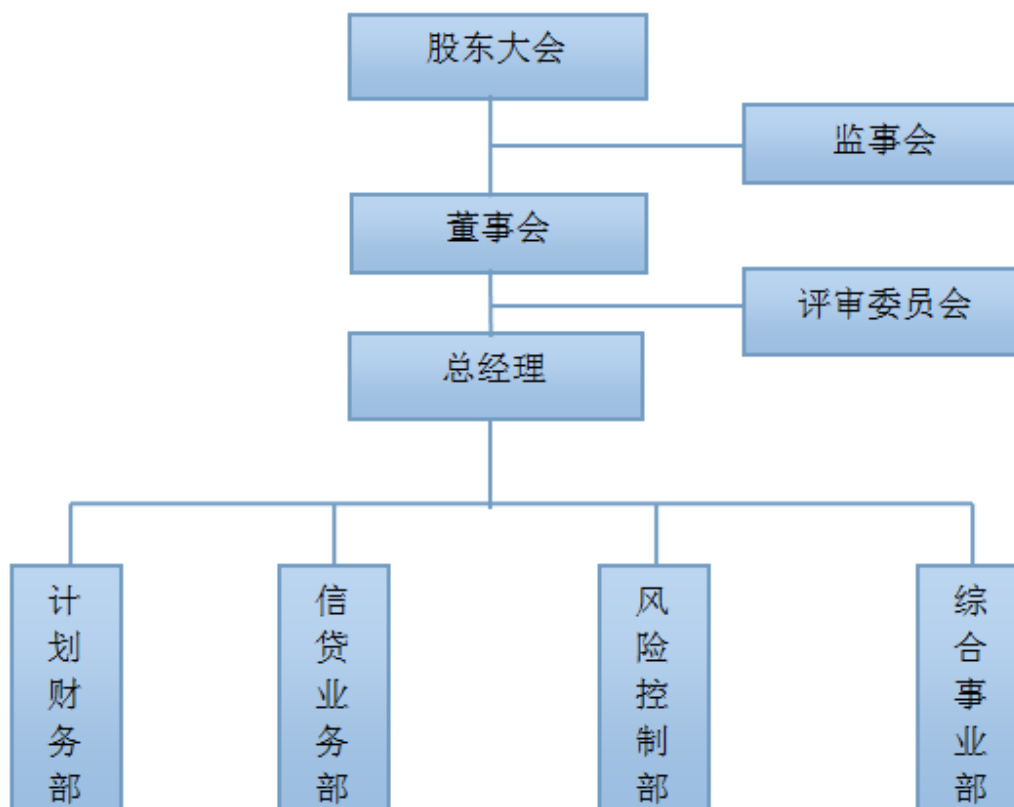 股东大会
监事会
董事会
评审委员会
总经理
计划财务部
信贷业务部
风险控制部
综合事业部